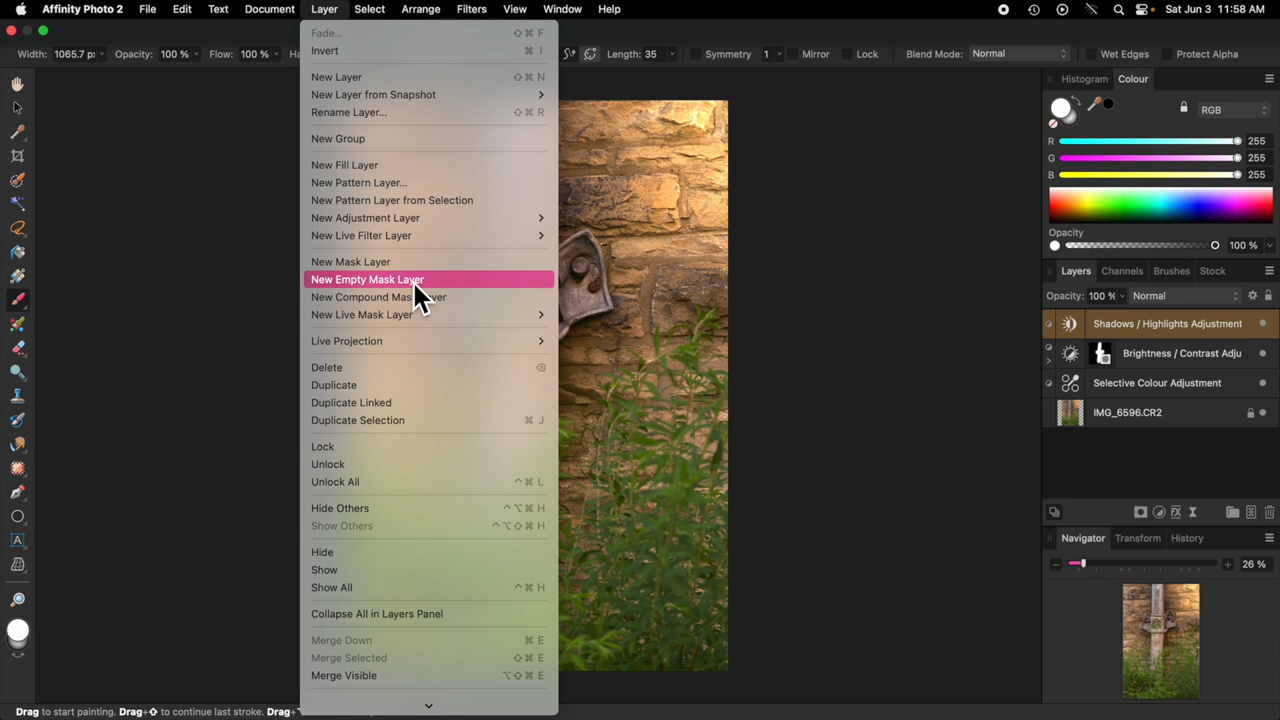 Affinity Photo 2 File Edit Text Document Layer Select Arrange Filters View Window Help Sat Jun 3 11:58 AM
Width: 1065.7 p: Opacity: 100 % Flow: 100 % Ha Length: 35 Symmetry 1 Mirror Lock Blend Mode: Normal Wet Edges Protect Alpha
Fade... ⇧⌘ F
Invert ⌘ I
New Layer ⇧⌘ N
New Layer from Snapshot
Rename Layer... ⇧⌘ R
New Group
New Fill Layer
New Pattern Layer...
New Pattern Layer from Selection
New Adjustment Layer
New Live Filter Layer
New Mask Layer
New Empty Mask Layer
New Compound Mas yer
New Live Mask Layer
Live Projection
Delete ⌫
Duplicate
Duplicate Linked
Duplicate Selection ⌘ J
Lock
Unlock
Unlock All ^⌘ L
Hide Others ^⌥⌘ H
Show Others ^⌥⇧⌘ H
Hide
Show
Show All ^⌘ H
Collapse All in Layers Panel
Merge Down ⌘ E
Merge Selected ⇧⌘ E
Merge Visible ⌥⇧⌘ E
Histogram Colour
RGB
R 255
G 255
B 255
Opacity
100 %
Layers Channels Brushes Stock
Opacity: 100 % Normal
Shadows / Highlights Adjustment
Brightness / Contrast Adju
Selective Colour Adjustment
IMG_6596.CR2
Navigator Transform History
26 %
A
Drag to start painting. Drag+⇧ to continue last stroke. Drag+⌥